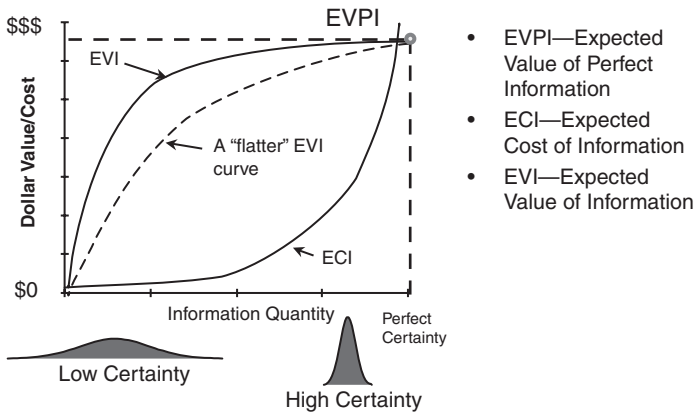 EVPI
$$$
EVI
A “flatter” EVI
curve
ECI
Dollar Value/Cost
$0
Information Quantity
Perfect
Certainty
Low Certainty
High Certainty
• EVPI—Expected
Value of Perfect
Information
• ECI—Expected
Cost of Information
• EVI—Expected
Value of Information